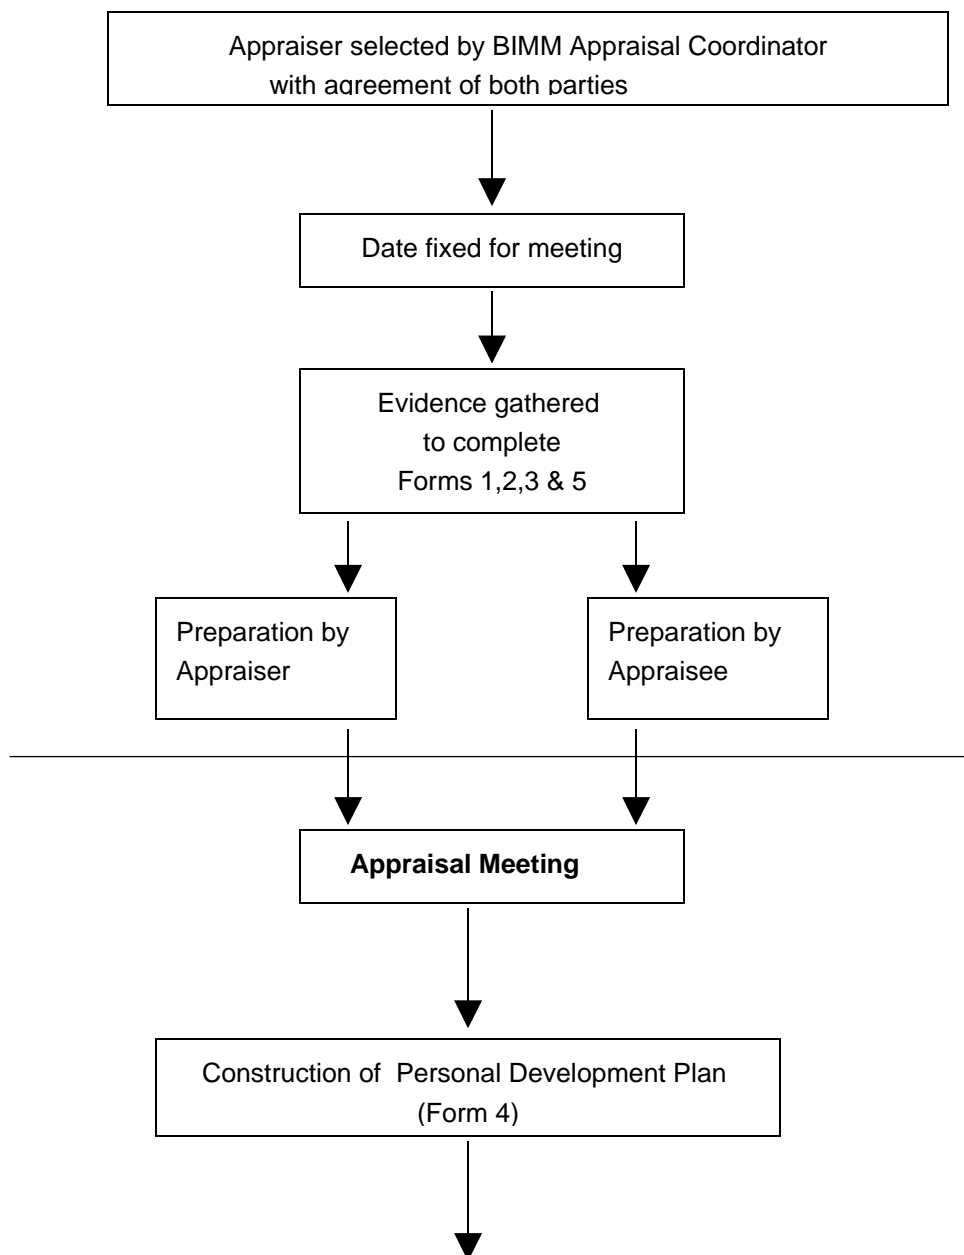 Appraiser selected by BIMM Appraisal Coordinator
with agreement of both parties
Date fixed for meeting
Evidence gathered
to complete
Forms 1,2,3 & 5
Preparation by
Appraiser
Preparation by
Appraisee
Appraisal Meeting
Construction of  Personal Development Plan
(Form 4)